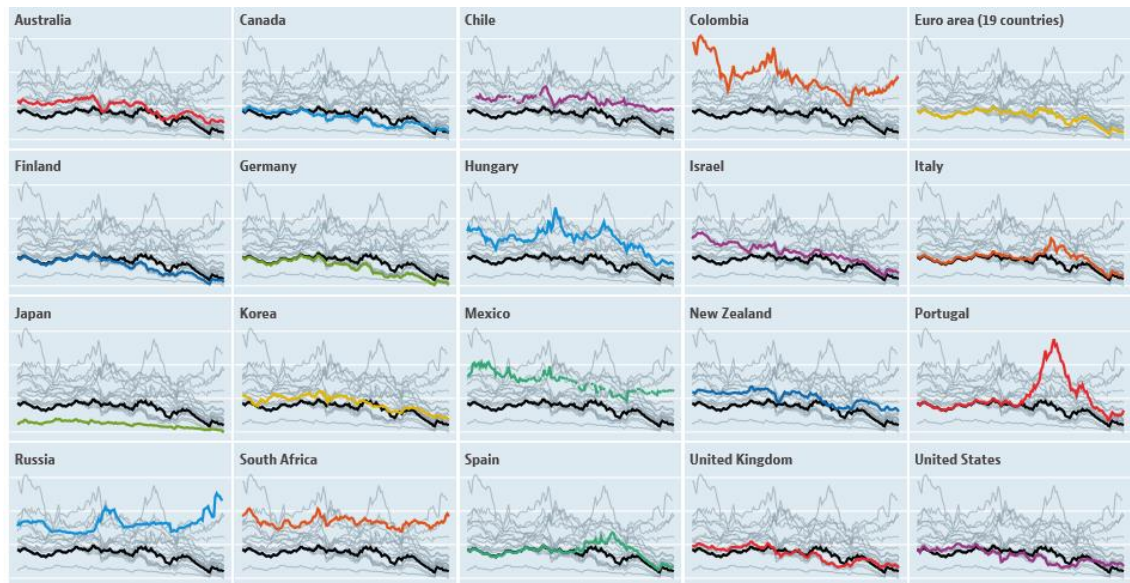 Australia
Canada
Chile
Colombia
Euro area (19 countries)
Finland
Germany
Hungary
Israel
Italy
Japan
Korea
Mexico
New Zealand
Portugal
Russia
South Africa
Spain
United Kingdom
United States